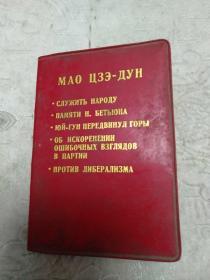 МАО ЦЗЭ-ДУН
• СЛУЖИТЬ НАРОДУ
• ПАМЯТИ Н. БЕТЬЮНА
• ЮЙ-ГУН ПЕРЕДВИНУЛ ГОРЫ
• ОБ ИСКОРЕНЕНИИ
ОШИБОЧНЫХ ВЗГЛЯДОВ
В ПАРТИИ
• ПРОТИВ ЛИБЕРАЛИЗМА